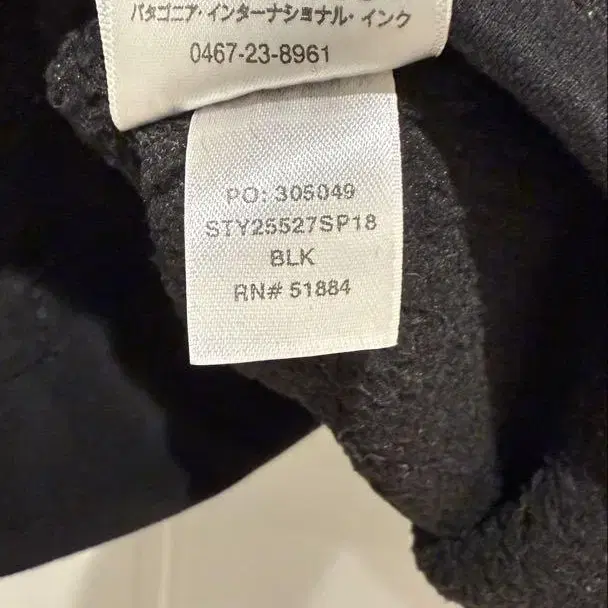 パタゴニア・インターナショナル・インク
0467-23-8961
PO: 305049
STY25527SP18
BLK
RN# 51884